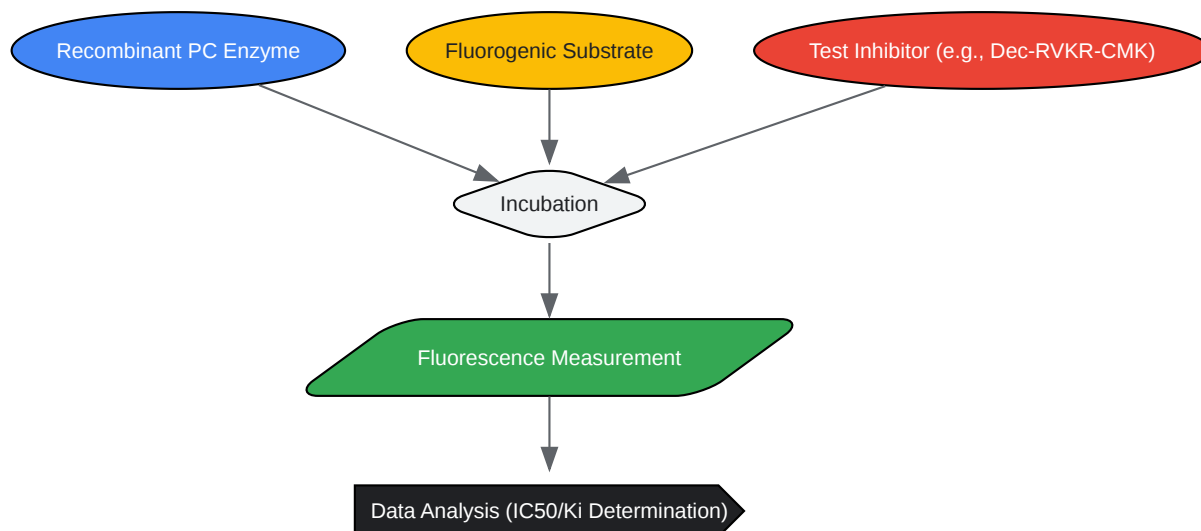 Recombinant PC Enzyme
Fluorogenic Substrate
Test Inhibitor (e.g., Dec-RVKR-CMK)
Incubation
Fluorescence Measurement
Data Analysis (IC50/Ki Determination)